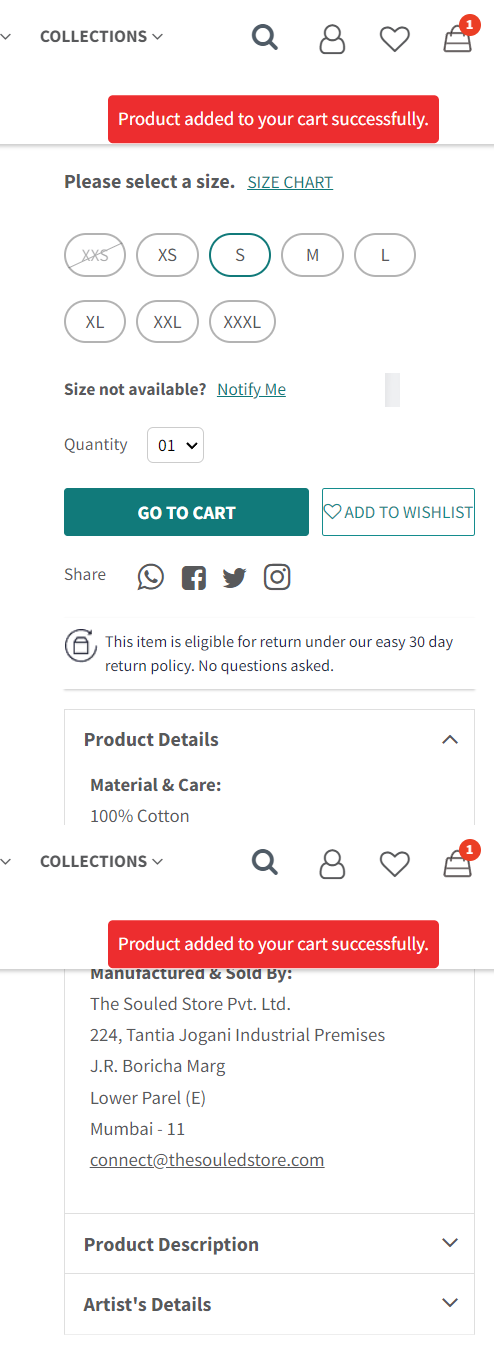 COLLECTIONS
1
Product added to your cart successfully.
Please select a size. SIZE CHART
XXS XS S M L
XL XXL XXXL
Size not available? Notify Me
Quantity 01
GO TO CART ADD TO WISHLIST
Share
This item is eligible for return under our easy 30 day
return policy. No questions asked.
Product Details
Material & Care:
100% Cotton
COLLECTIONS
1
Product added to your cart successfully.
Manufactured & Sold By:
The Souled Store Pvt. Ltd.
224, Tantia Jogani Industrial Premises
J.R. Boricha Marg
Lower Parel (E)
Mumbai - 11
connect@thesouledstore.com
Product Description
Artist's Details